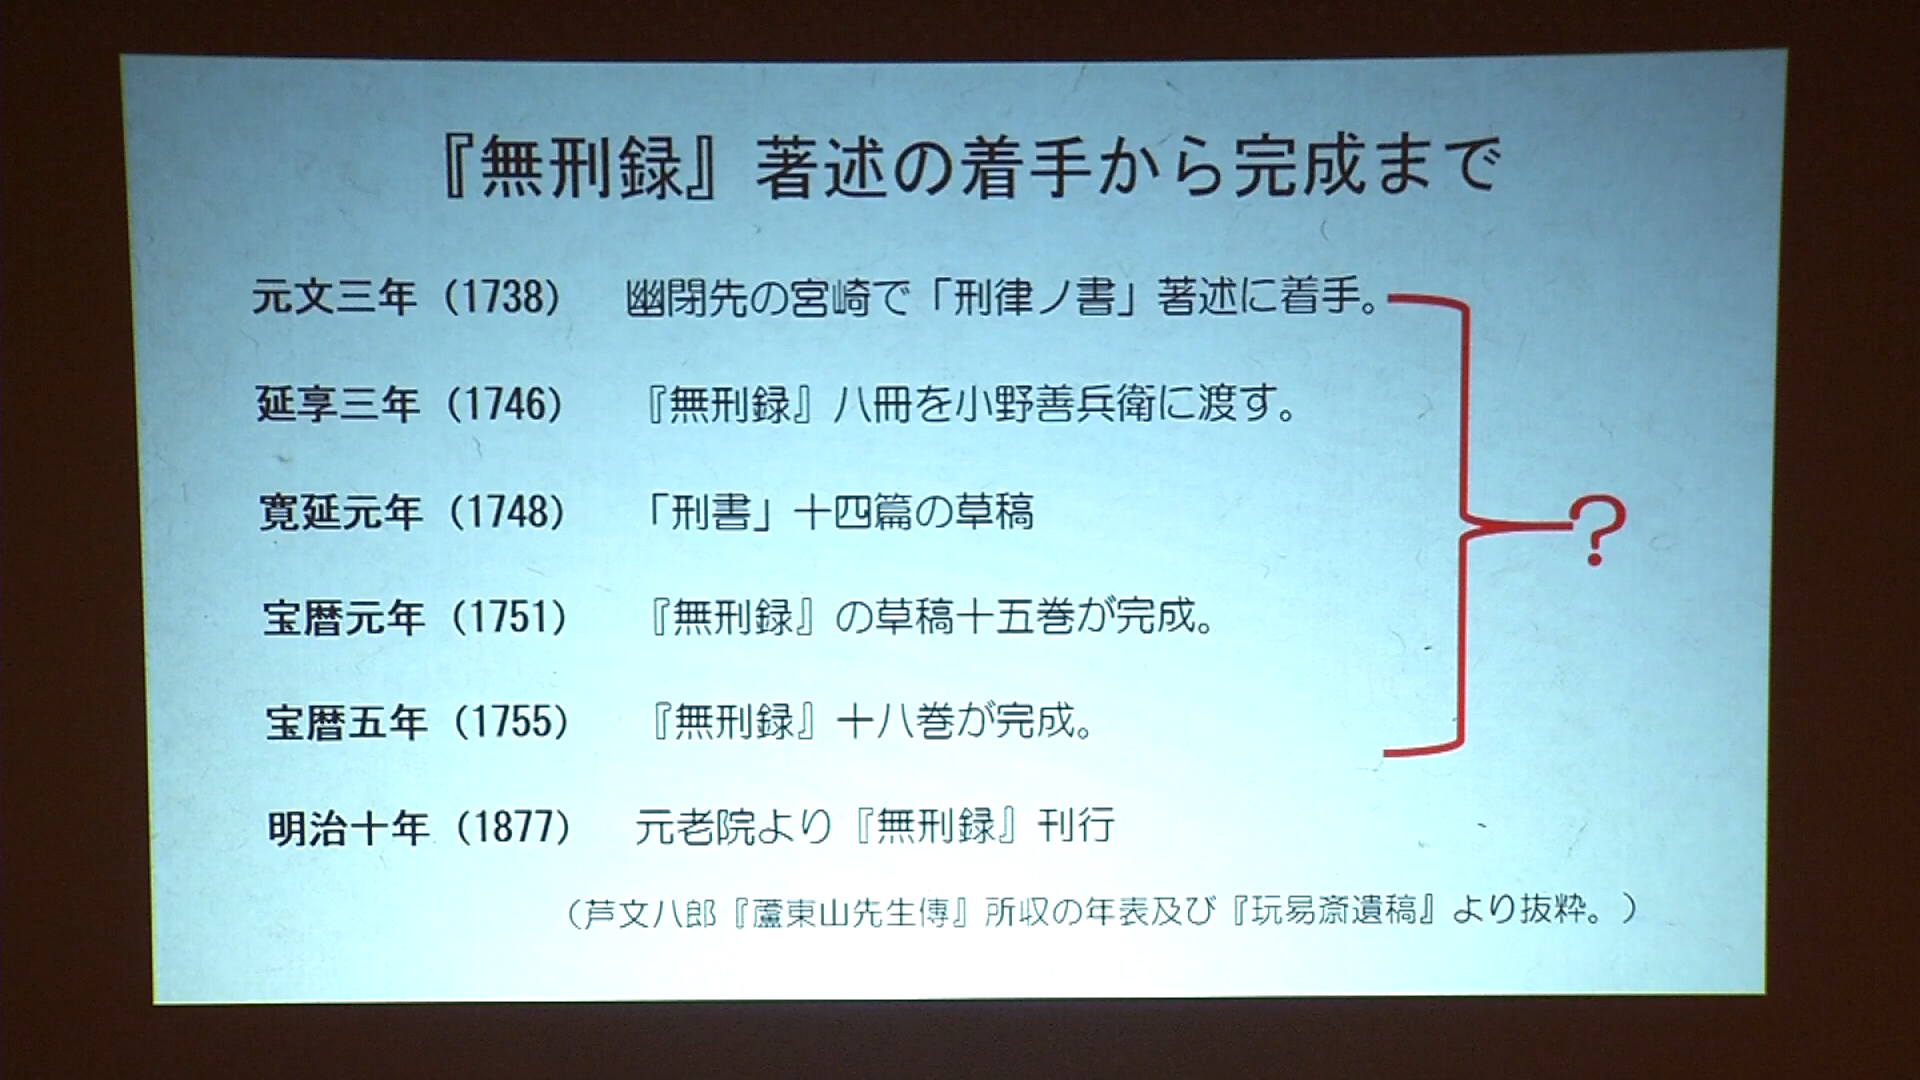 『無刑録』著述の着手から完成まで
元文三年（1738） 幽閉先の宮崎で「刑律ノ書」著述に着手。
延享三年（1746） 『無刑録』八冊を小野善兵衛に渡す。
寛延元年（1748） 「刑書」十四篇の草稿
宝暦元年（1751） 『無刑録』の草稿十五巻が完成。
宝暦五年（1755） 『無刑録』十八巻が完成。
？
明治十年（1877） 元老院より『無刑録』刊行
（芦文八郎『蘆東山先生傳』所収の年表及び『玩易斎遺稿』より抜粋。）